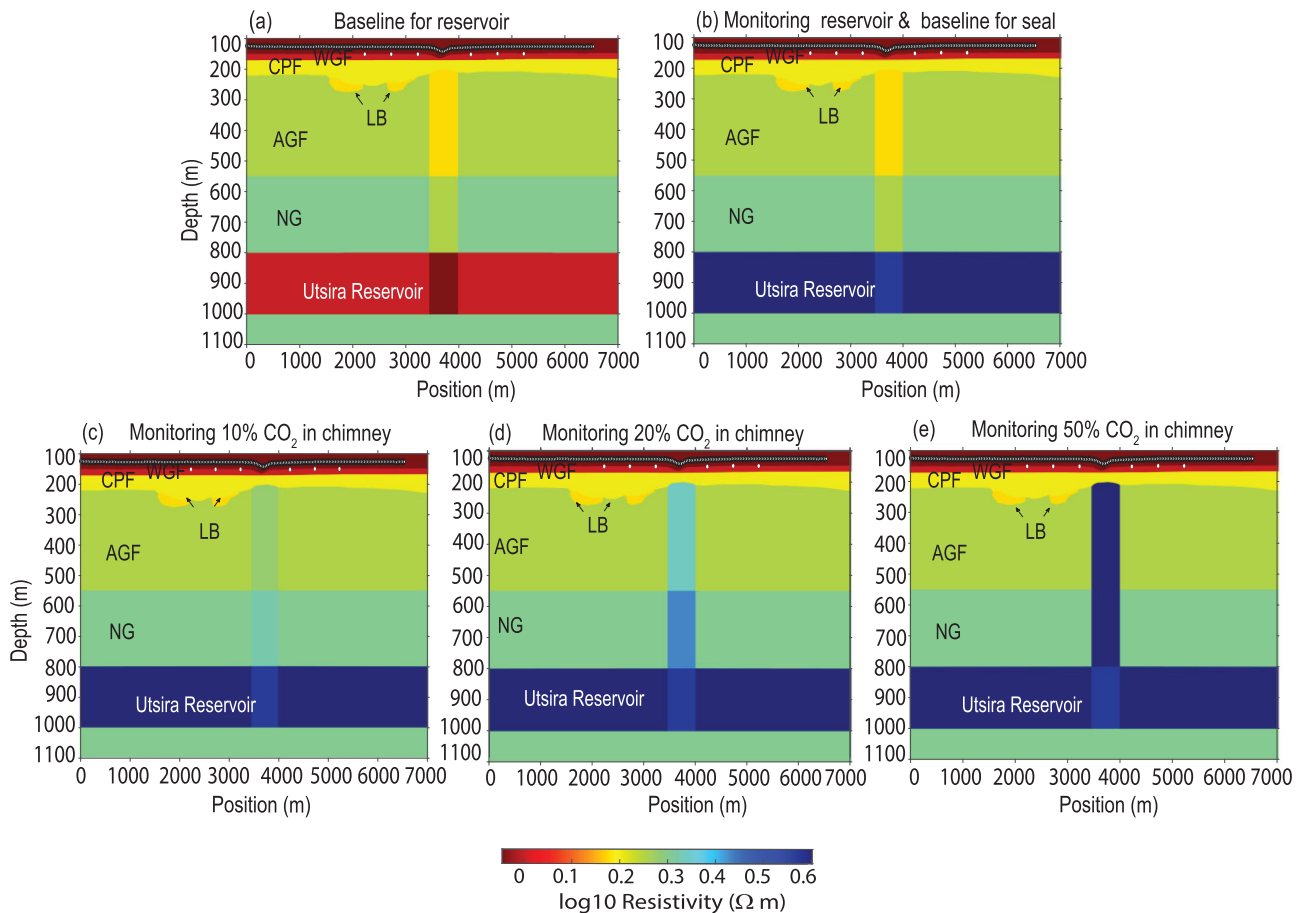 (a) Baseline for reservoir
100
200
300
400
500
600
700
800
900
1000
1100
Depth (m)
WGF
CPF
LB
AGF
NG
Utsira Reservoir
0 1000 2000 3000 4000 5000 6000 7000
Position (m)
(b) Monitoring reservoir & baseline for seal
100
200
300
400
500
600
700
800
900
1000
1100
WGF
CPF
LB
AGF
NG
Utsira Reservoir
0 1000 2000 3000 4000 5000 6000 7000
Position (m)
(c) Monitoring 10% CO2 in chimney
100
200
300
400
500
600
700
800
900
1000
1100
Depth (m)
WGF
CPF
LB
AGF
NG
Utsira Reservoir
0 1000 2000 3000 4000 5000 6000 7000
Position (m)
(d) Monitoring 20% CO2 in chimney
100
200
300
400
500
600
700
800
900
1000
1100
WGF
CPF
LB
AGF
NG
Utsira Reservoir
0 1000 2000 3000 4000 5000 6000 7000
Position (m)
(e) Monitoring 50% CO2 in chimney
100
200
300
400
500
600
700
800
900
1000
1100
WGF
CPF
LB
AGF
NG
Utsira Reservoir
0 1000 2000 3000 4000 5000 6000 7000
Position (m)
0 0.1 0.2 0.3 0.4 0.5 0.6
log10 Resistivity (Ω m)